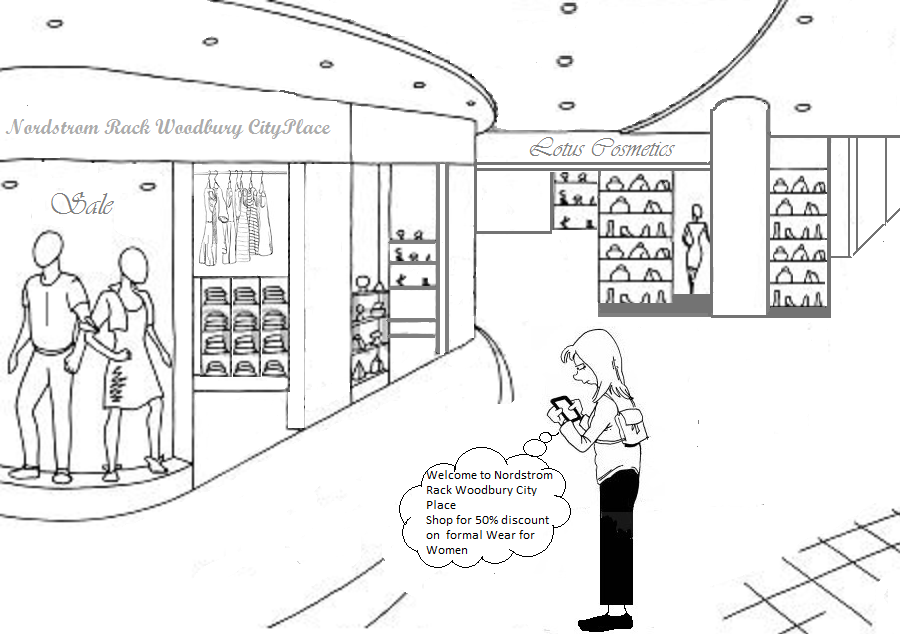 Nordstrom Rack Woodbury CityPlace
Lotus Cosmetics
Sale
Welcome to Nordstrom
Rack Woodbury City
Place
Shop for 50% discount
on formal Wear for
Women